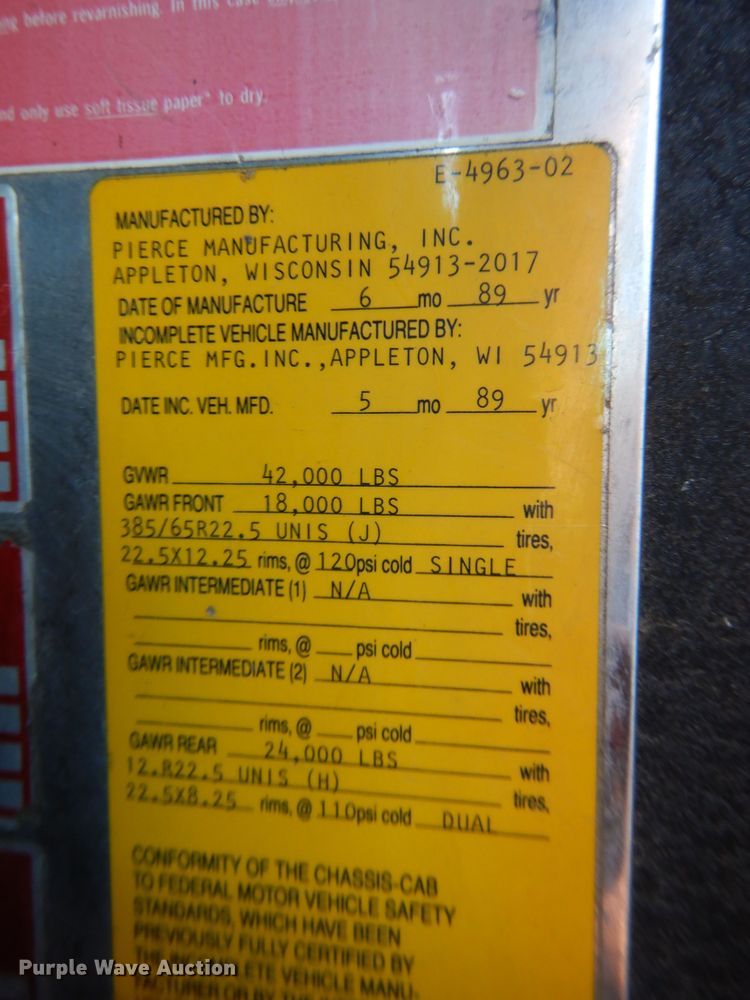 before revarnishing. In this case
only use soft tissue paper" to dry.
E-4963-02
MANUFACTURED BY:
PIERCE MANUFACTURING, INC.
APPLETON, WISCONSIN 54913-2017
DATE OF MANUFACTURE 6 mo 89 yr
INCOMPLETE VEHICLE MANUFACTURED BY:
PIERCE MFG.INC.,APPLETON, WI 54913
DATE INC. VEH. MFD. 5 mo 89 yr
GVWR 42,000 LBS
GAWR FRONT 18,000 LBS with
385/65R22.5 UNIS (J) tires,
22.5X12.25 rims, @ 120psi cold SINGLE
GAWR INTERMEDIATE (1) N/A with
tires,
rims, @ psi cold
GAWR INTERMEDIATE (2) N/A with
tires,
rims, @ psi cold
GAWR REAR 24,000 LBS with
12.R22.5 UNIS (H) tires,
22.5X8.25 rims, @ 110psi cold DUAL
CONFORMITY OF THE CHASSIS-CAB
TO FEDERAL MOTOR VEHICLE SAFETY
STANDARDS, WHICH HAVE BEEN
PREVIOUSLY FULLY CERTIFIED BY
VEHICLE MANU-
Purple Wave Auction